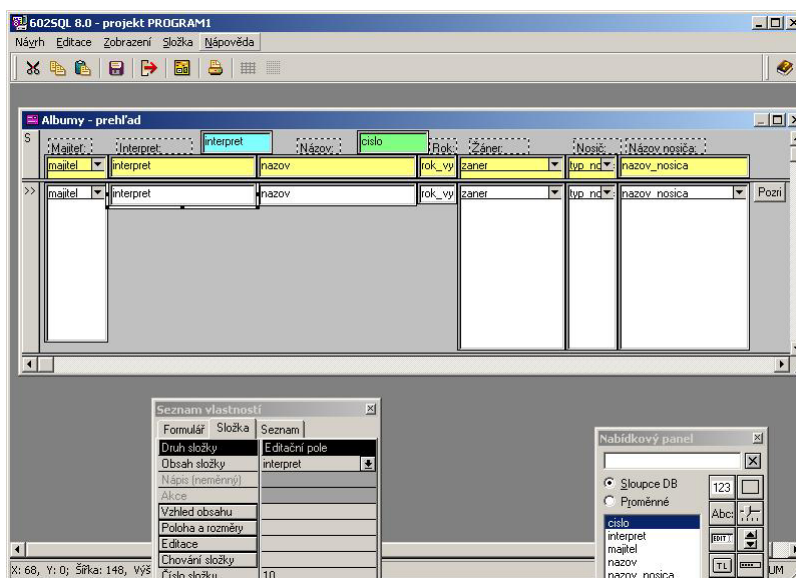 602SQL 8.0 - projekt PROGRAM1
Návrh Editace Zobrazení Složka Nápověda
Albumy - prehľad
S Majiteľ: Interpret: interpret Názov: cislo Rok: Žáner: Nosič: Názov nosiča:
majitel interpret nazov rok_vy zaner typ_no nazov_nosica
>> majitel interpret nazov rok_vy zaner typ_no nazov_nosica Pozri
Seznam vlastností
Formulář Složka Seznam
Druh složky Editační pole
Obsah složky interpret
Nápis (neměnný)
Akce
Vzhled obsahu
Poloha a rozměry
Editace
Chování složky
Číslo složky 10
Nabídkový panel
Sloupce DB
Proměnné
cislo
interpret
majitel
nazov
nazov_nosica
123
Abc:
EDIT
TL
X: 68, Y: 0; Šířka: 148, Výš
UM